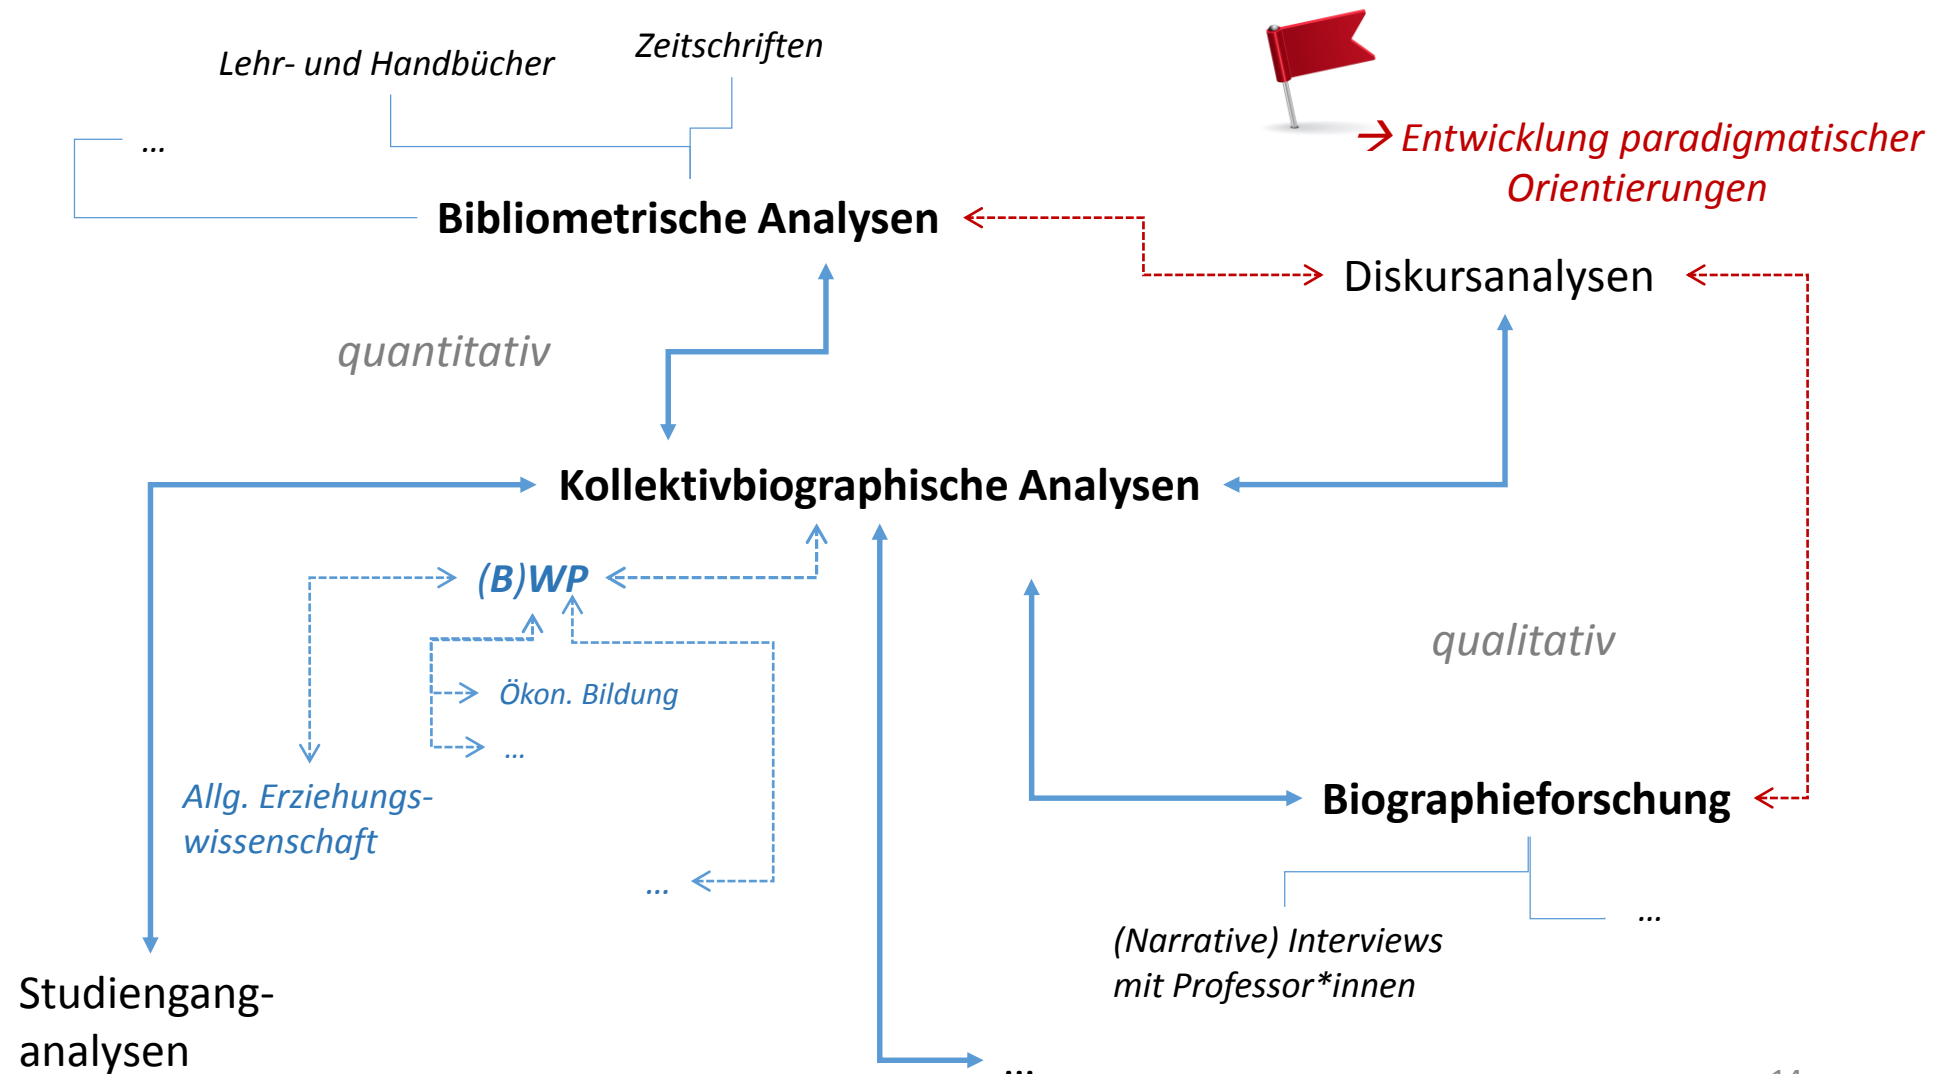 Zeitschriften
Lehr- und Handbücher
...
→ Entwicklung paradigmatischer
Orientierungen
Bibliometrische Analysen
Diskursanalysen
quantitativ
Kollektivbiographische Analysen
(B)WP
qualitativ
Ökon. Bildung
...
Allg. Erziehungs-
wissenschaft
Biographieforschung
...
...
(Narrative) Interviews
mit Professor*innen
Studiengang-
analysen
...